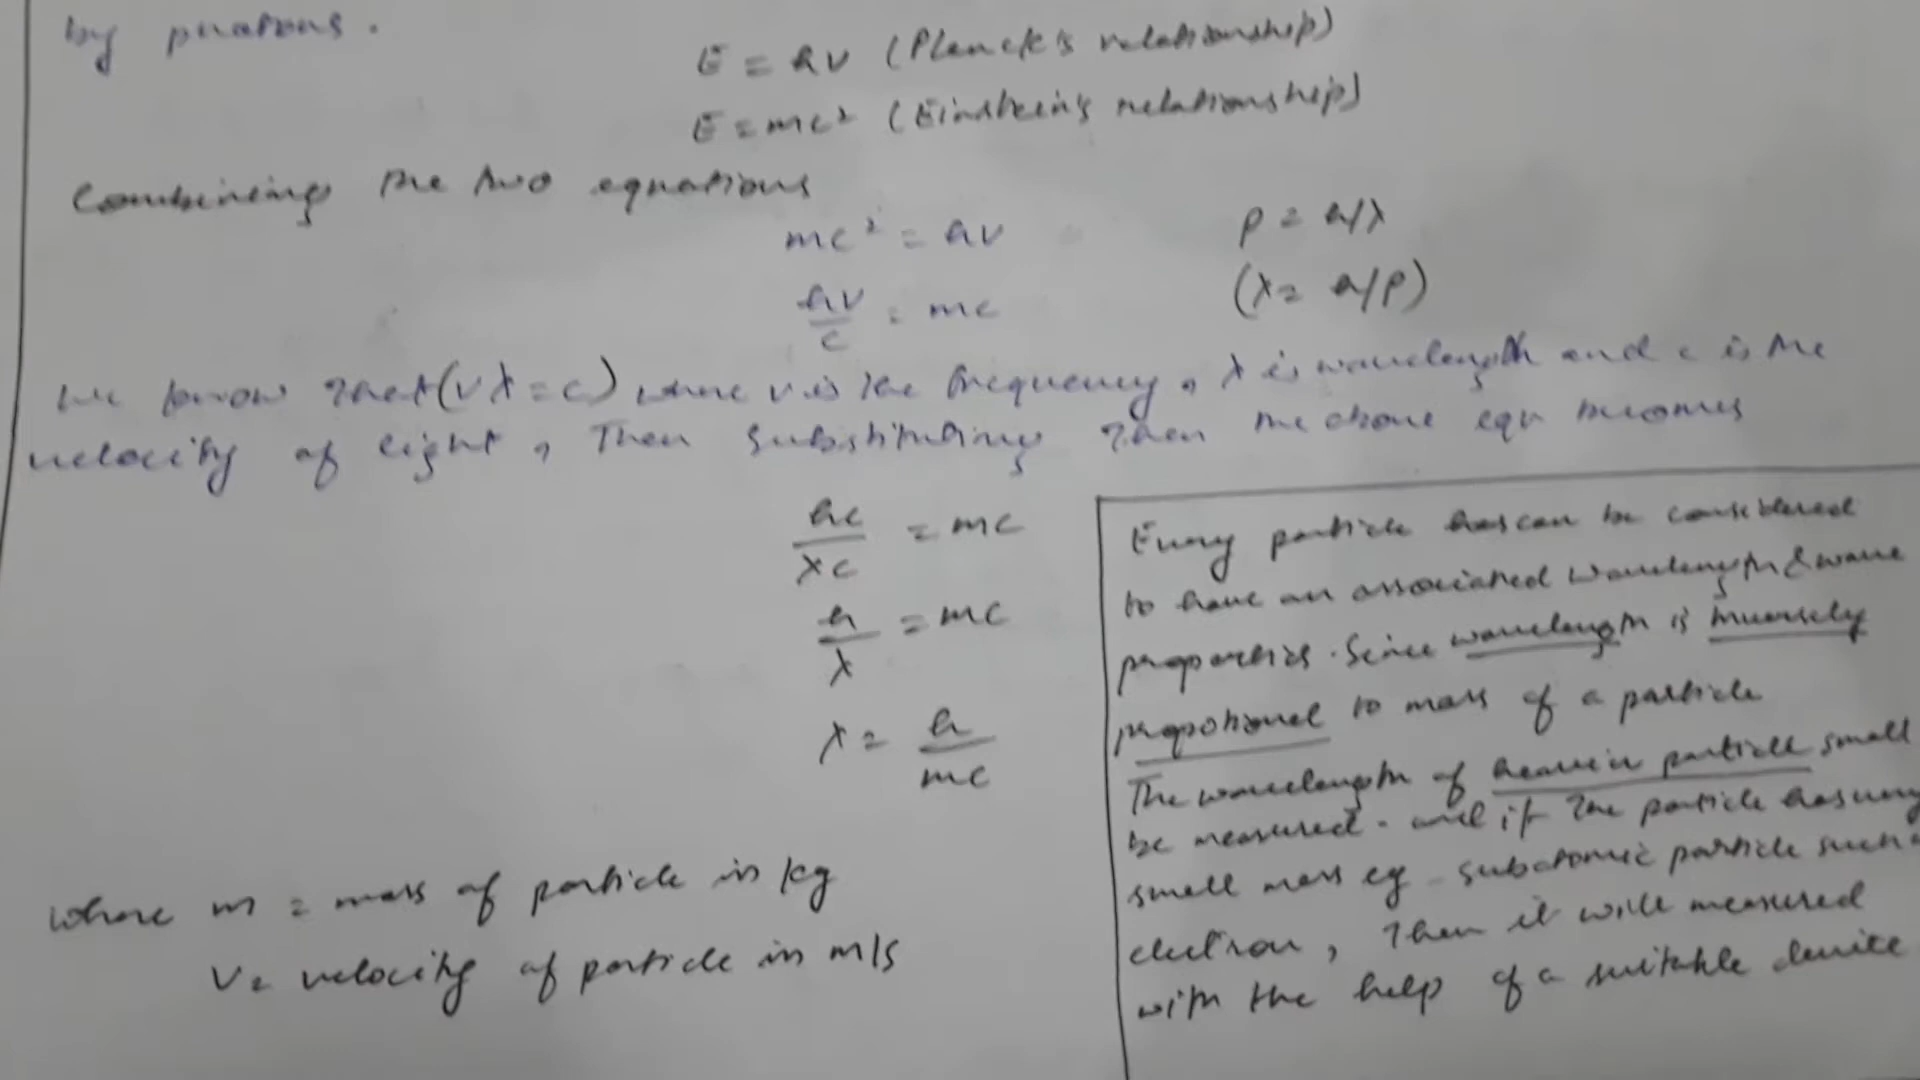 by photons.
E = hν (Planck's relationship)
E = mc² (Einstein's relationship)
Combining the two equations
mc² = hν
hν/c = mc
p = h/λ
(λ = h/p)
We know that (νλ = c) where ν is the frequency, λ is wavelength and c is the
velocity of light, Then substituting then the above eqn becomes
hc/λc = mc
h/λ = mc
λ = h/mc
where m = mass of particle in kg
V = velocity of particle in m/s
Every particle has can be considered
to have an associated wavelength & wave
properties. Since wavelength is inversely
propotional to mass of a particle
The wavelength of heavier particle small
be measured. and if the particle has very
small mass eg - subatomic particle such
electron, Then it will measured
with the help of a suitable device